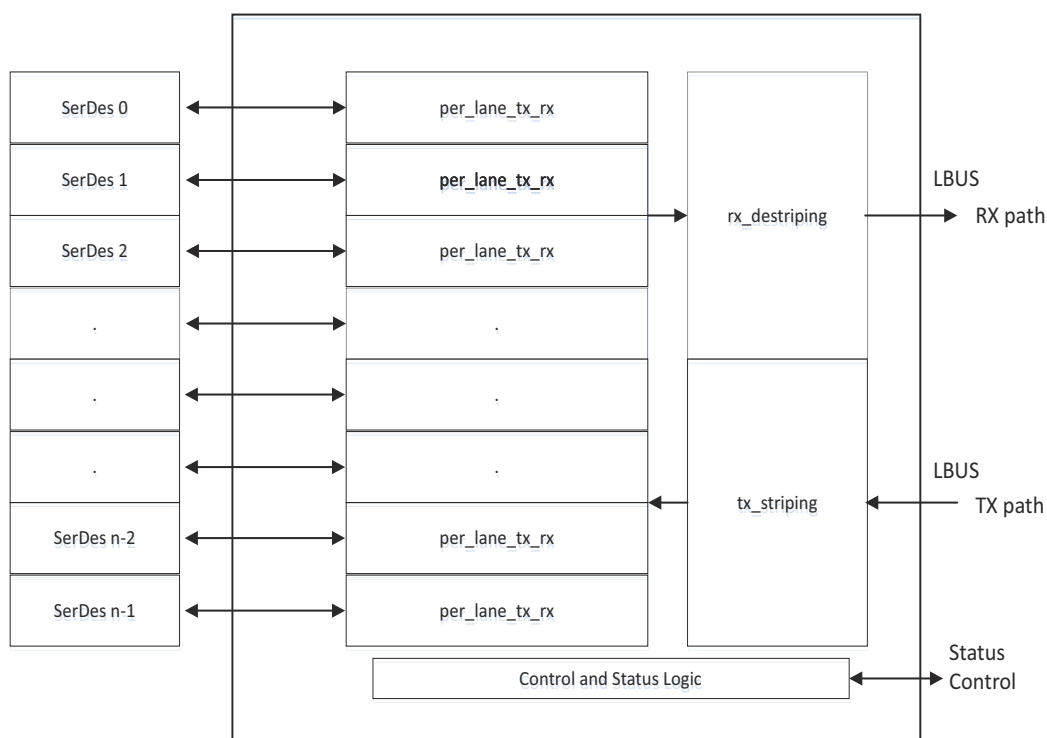 SerDes 0
per_lane_tx_rx
SerDes 1
per_lane_tx_rx
LBUS
rx_destriping
RX path
SerDes 2
per_lane_tx_rx
.
.
.
.
.
.
LBUS
tx_striping
TX path
SerDes n-2
per_lane_tx_rx
SerDes n-1
per_lane_tx_rx
Status
Control and Status Logic
Control